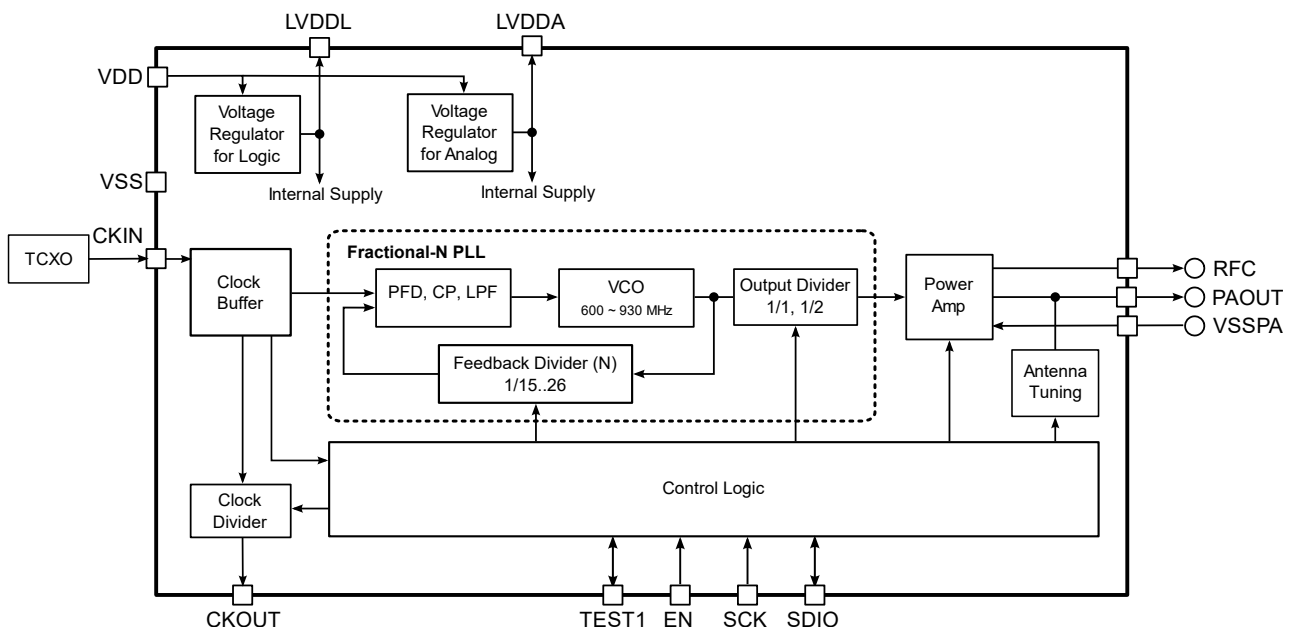 LVDDL
LVDDA
VDD
Voltage
Regulator
for Logic
Voltage
Regulator
for Analog
VSS
Internal Supply
Internal Supply
CKIN
TCXO
Clock
Buffer
Fractional-N PLL
PFD, CP, LPF
VCO
600 ~ 930 MHz
Output Divider
1/1, 1/2
Feedback Divider (N)
1/15..26
Power
Amp
RFC
PAOUT
VSSPA
Antenna
Tuning
Control Logic
Clock
Divider
CKOUT
TEST1
EN
SCK
SDIO